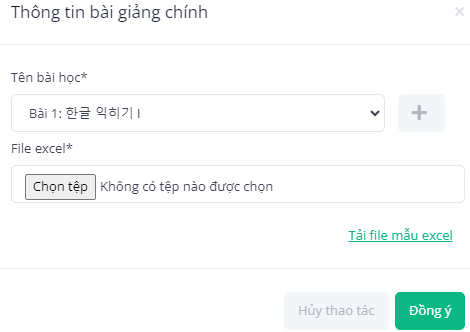 Thông tin bài giảng chính
×
Tên bài học*
Bài 1: 한글 익히기 I
+
File excel*
Chọn tệp Không có tệp nào được chọn
Tải file mẫu excel
Hủy thao tác Đồng ý